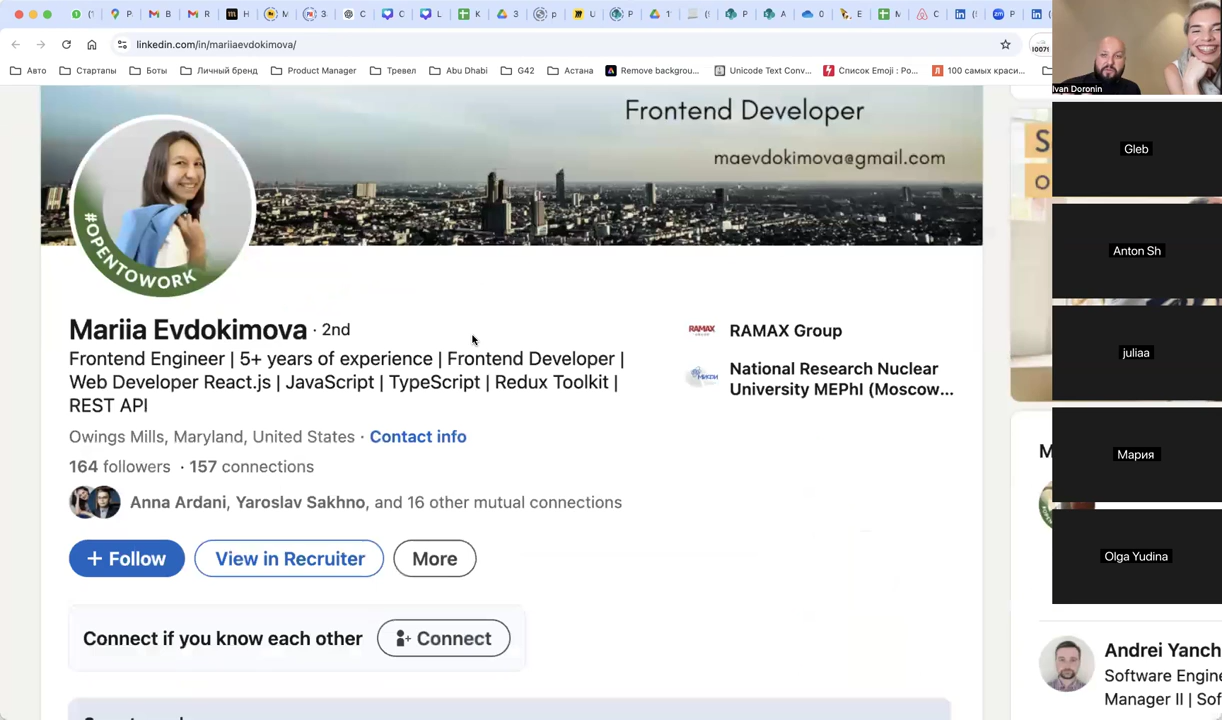 linkedin.com/in/mariiaevdokimova/
Авто
Стартапы
Боты
Личный бренд
Product Manager
Тревел
Abu Dhabi
G42
Астана
Remove backgrou...
Unicode Text Conv...
Список Emoji : Po...
100 самых краси...
Ivan Doronin
Gleb
Anton Sh
juliaa
Мария
Olga Yudina
Frontend Developer
maevdokimova@gmail.com
#OPENTOWORK
Mariia Evdokimova · 2nd
Frontend Engineer | 5+ years of experience | Frontend Developer |
Web Developer React.js | JavaScript | TypeScript | Redux Toolkit |
REST API
Owings Mills, Maryland, United States · Contact info
164 followers · 157 connections
Anna Ardani, Yaroslav Sakhno, and 16 other mutual connections
+ Follow
View in Recruiter
More
Connect if you know each other
Connect
RAMAX
RAMAX Group
National Research Nuclear
University MEPhI (Moscow...
Andrei Yanch
Software Engine
Manager II | Sof